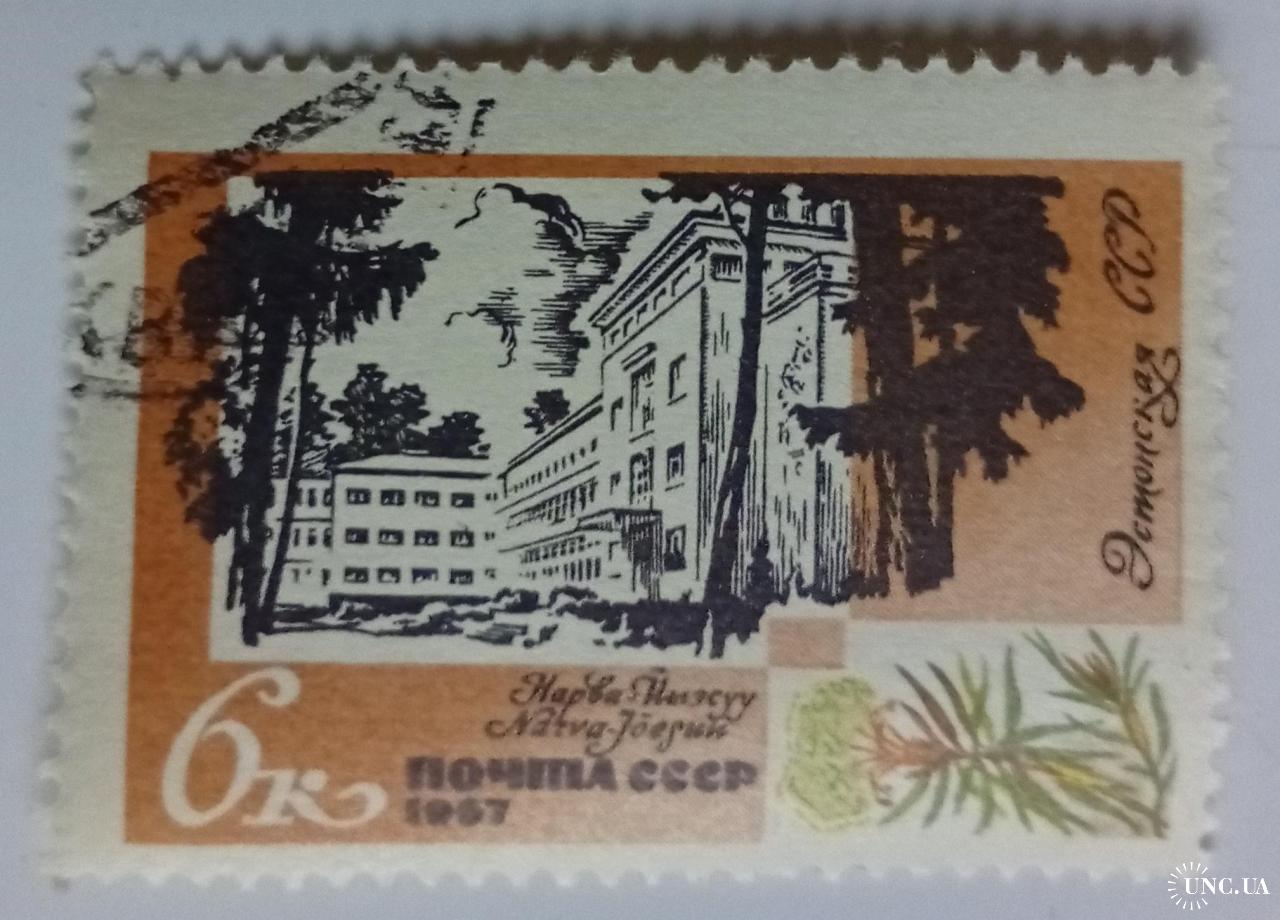 Эстонская ССР
Нарва-Йыэсуу
Narva-Jõesuu
6к
ПОЧТА СССР
1967
UNC.UA